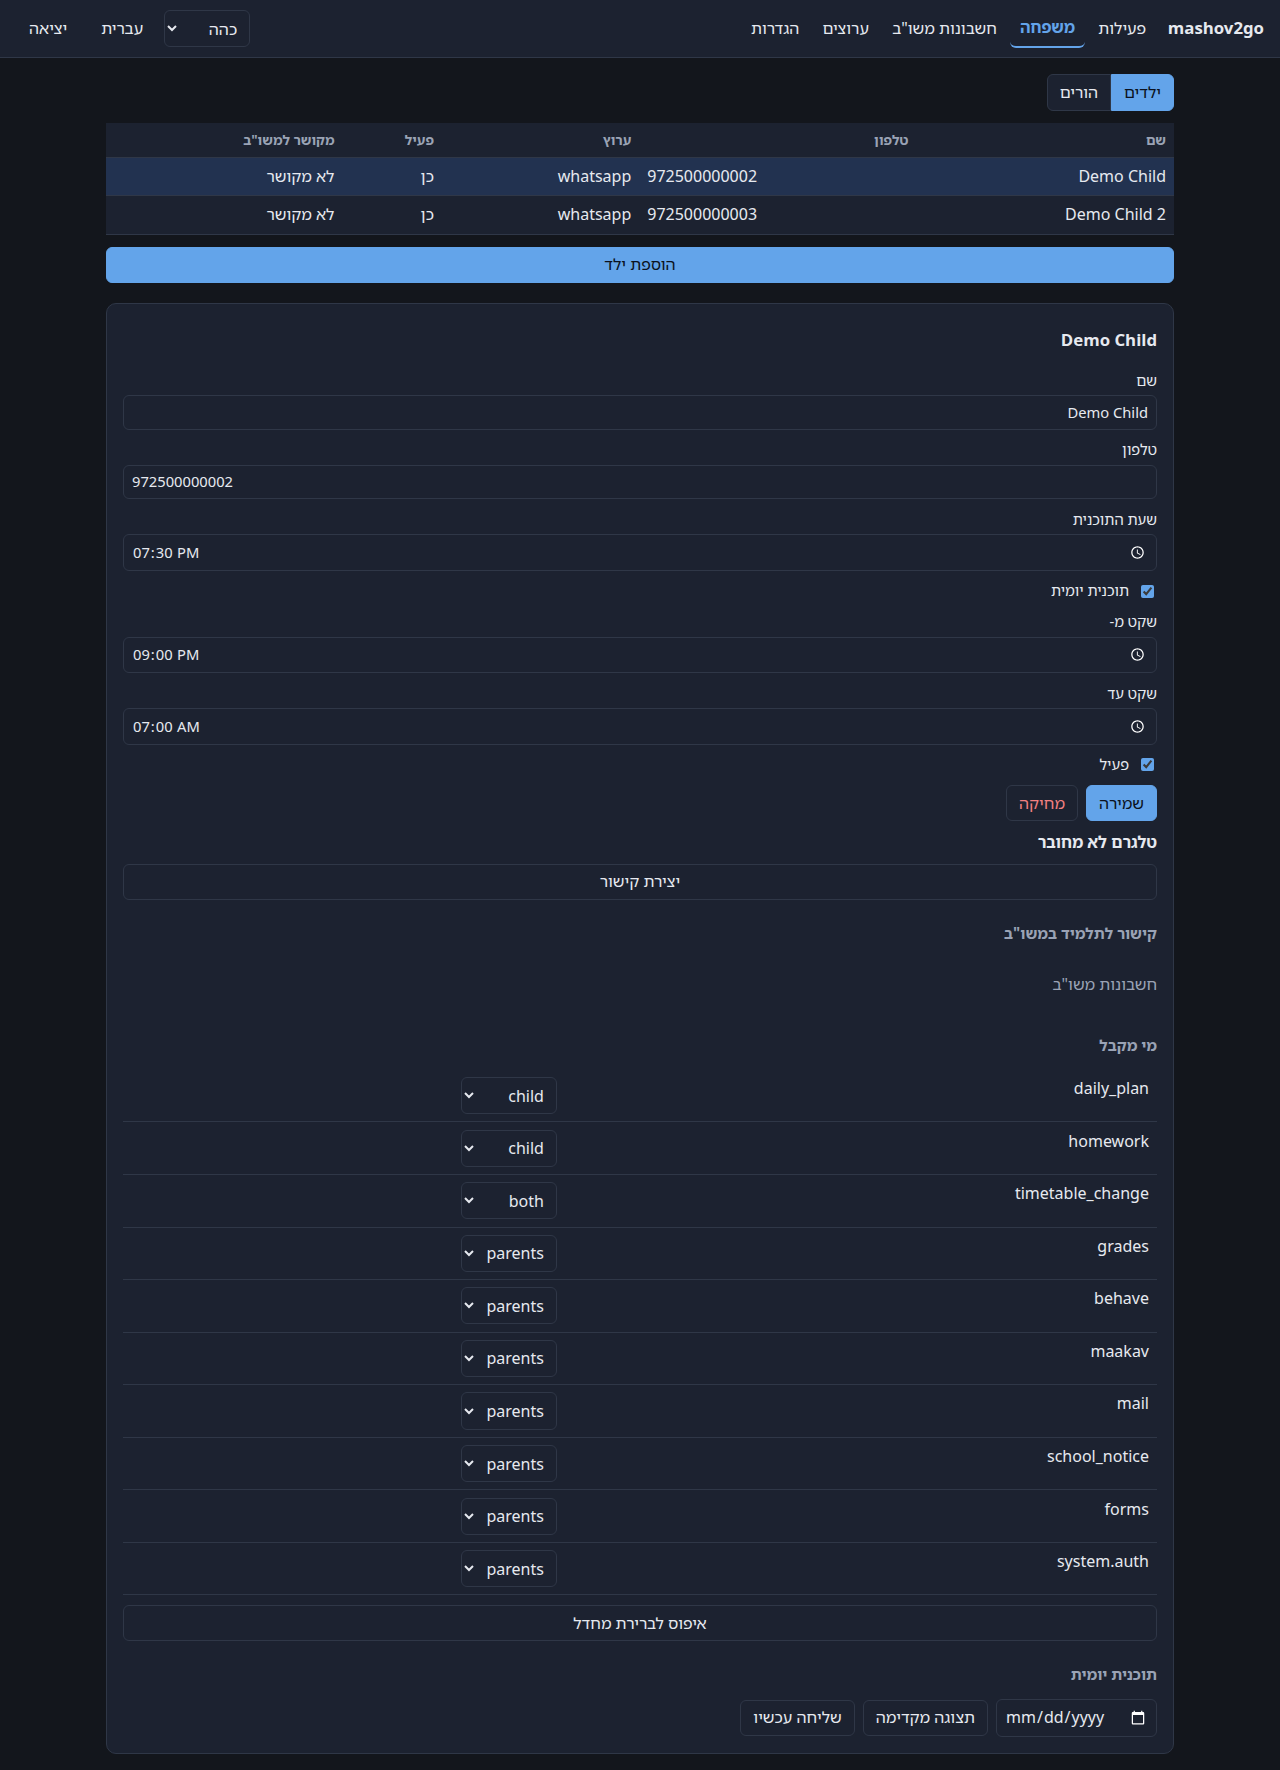 mashov2go פעילות משפחה חשבונות משו"ב ערוצים הגדרות כהה עברית יציאה
ילדים הורים
שם טלפון ערוץ פעיל מקושר למשו"ב
Demo Child 972500000002 whatsapp כן לא מקושר
Demo Child 2 972500000003 whatsapp כן לא מקושר
הוספת ילד
Demo Child
שם
Demo Child
טלפון
972500000002
שעת התוכנית
07:30 PM
תוכנית יומית
שקט מ-
09:00 PM
שקט עד
07:00 AM
פעיל
שמירה מחיקה
טלגרם לא מחובר
יצירת קישור
קישור לתלמיד במשו"ב
חשבונות משו"ב
מי מקבל
daily_plan child
homework child
timetable_change both
grades parents
behave parents
maakav parents
mail parents
school_notice parents
forms parents
system.auth parents
איפוס לברירת מחדל
תוכנית יומית
mm/dd/yyyy תצוגה מקדימה שליחה עכשיו